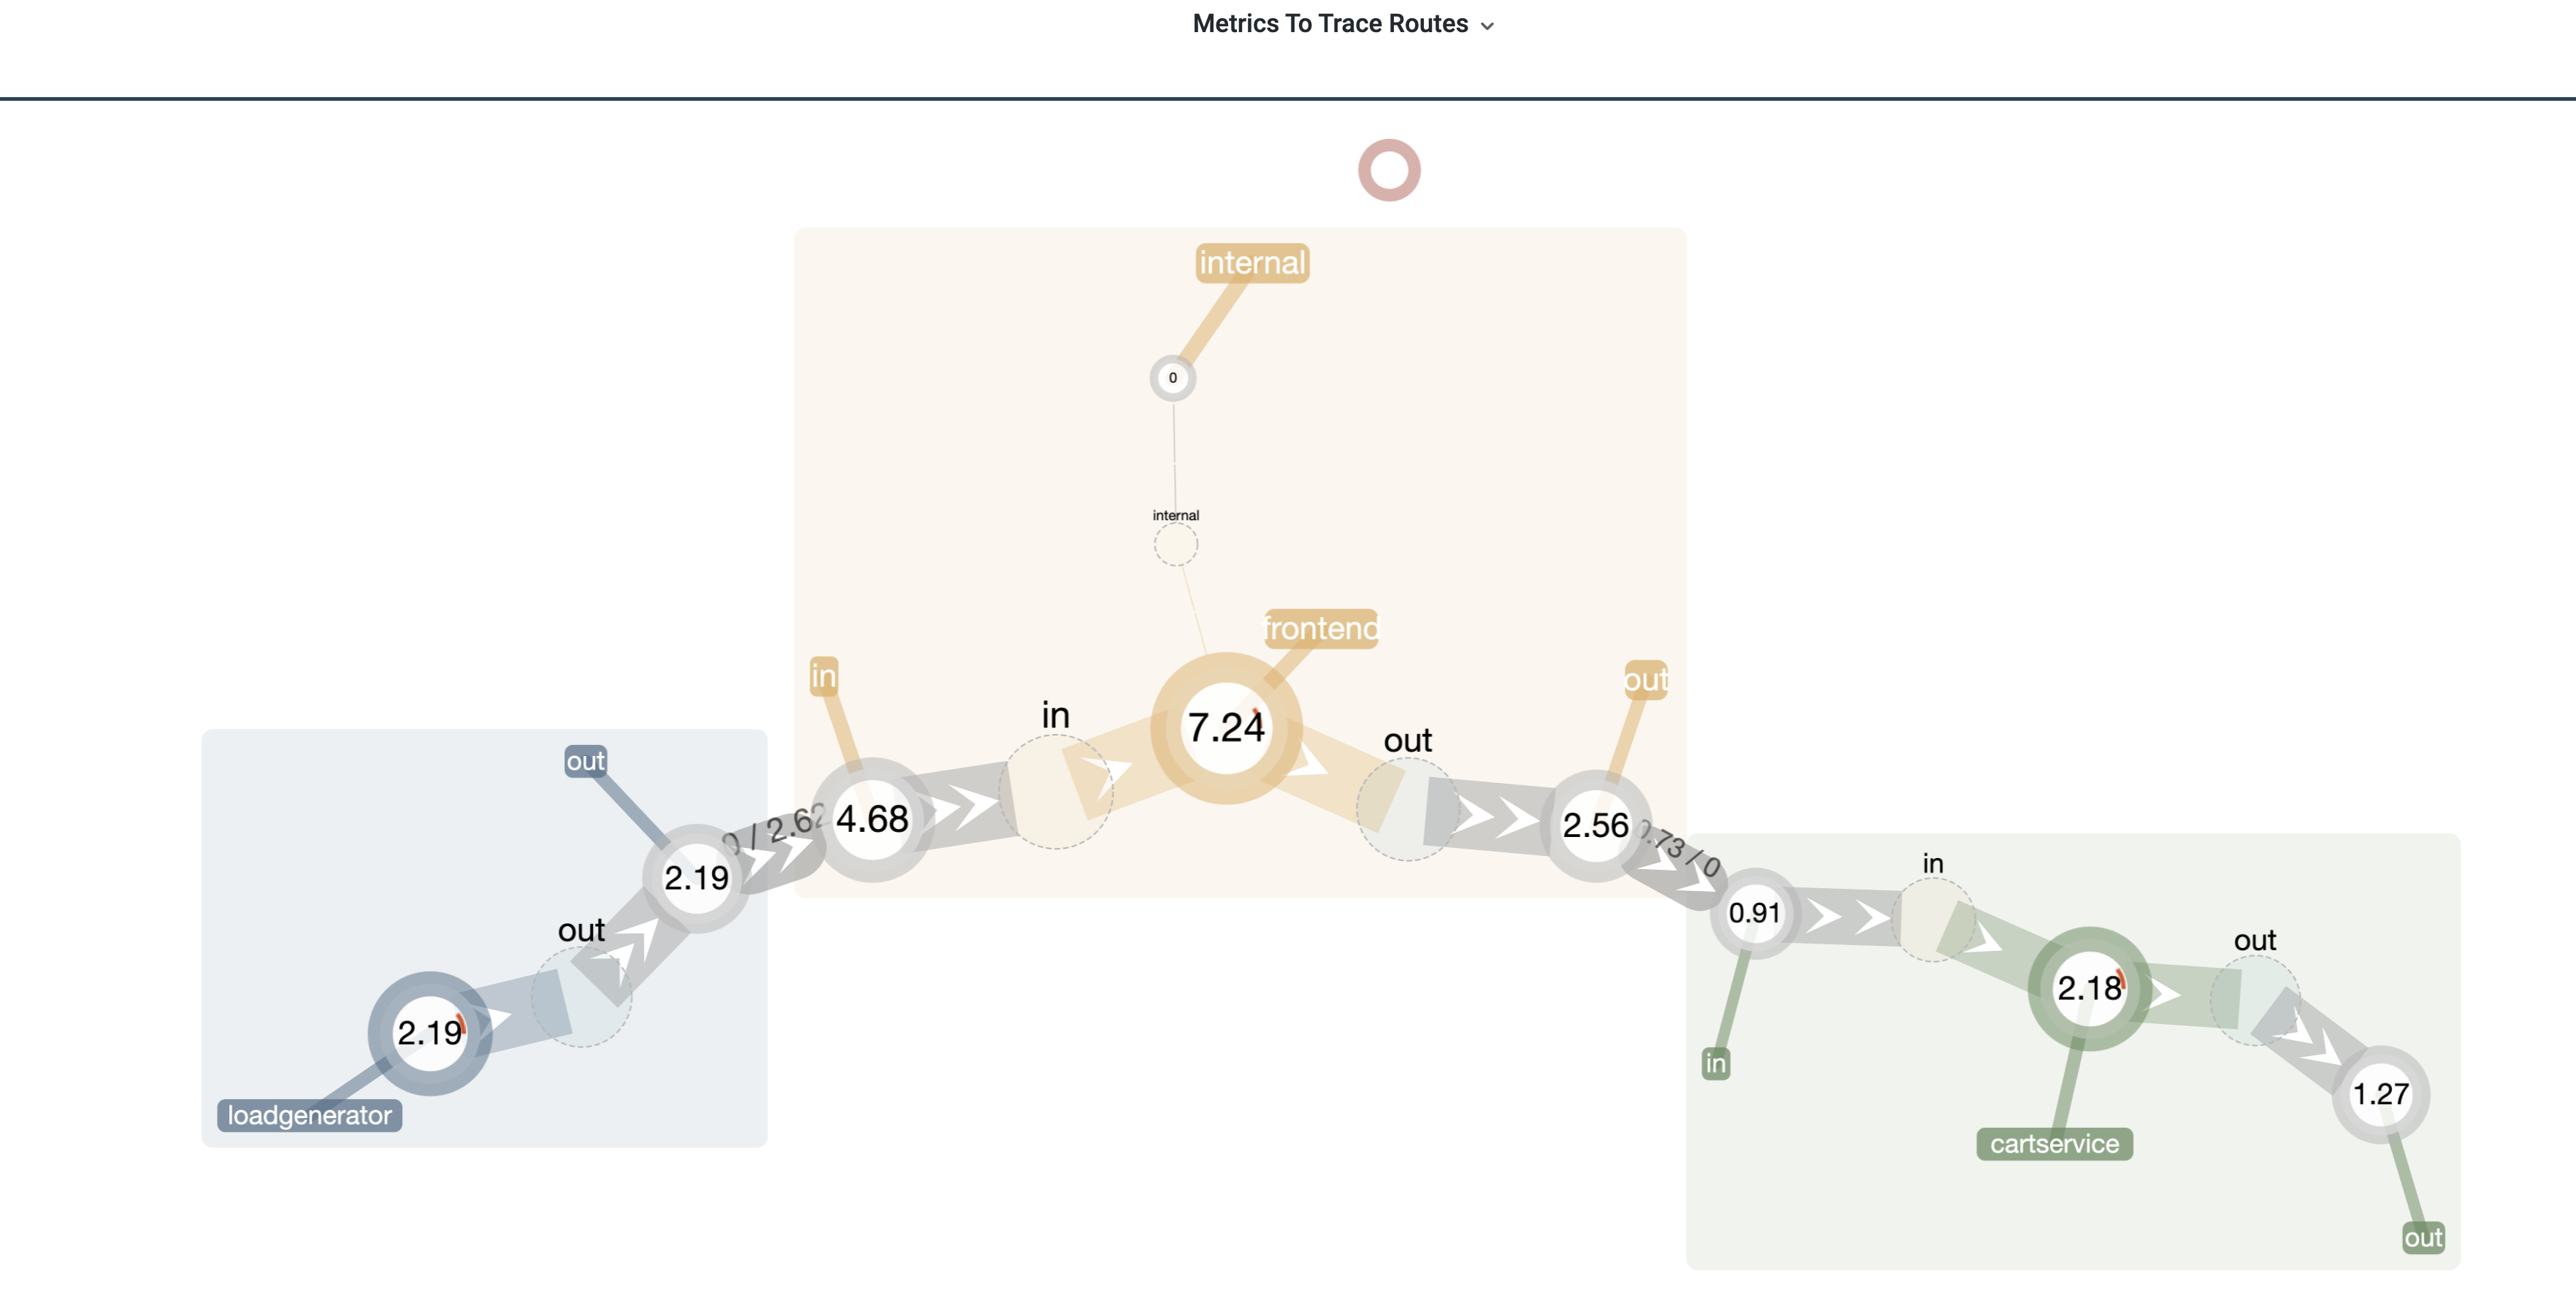 Metrics To Trace Routes
internal
0
internal
frontend
in
out
in
7.24
out
out
4.68
2.56
0 / 2.62
0.73 / 0
2.19
out
0.91
in
2.19
2.18
out
loadgenerator
in
1.27
cartservice
out